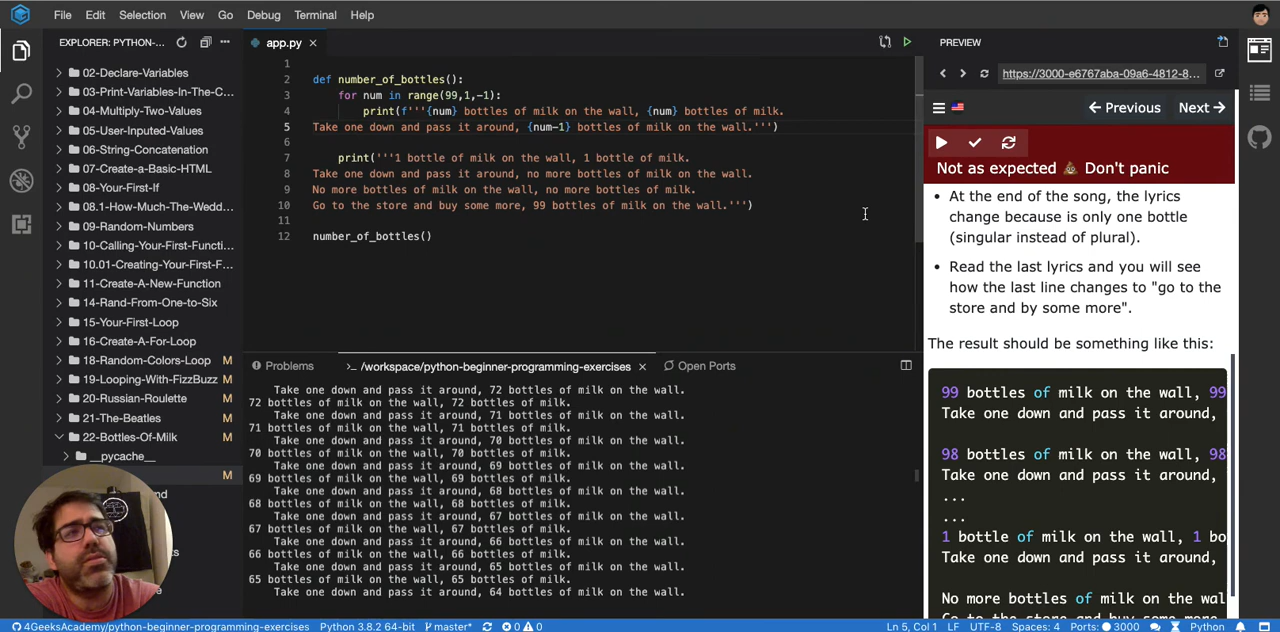 File Edit Selection View Go Debug Terminal Help
EXPLORER: PYTHON-... ...
02-Declare-Variables
03-Print-Variables-In-The-C...
04-Multiply-Two-Values
05-User-Inputed-Values
06-String-Concatenation
07-Create-a-Basic-HTML
08-Your-First-If
08.1-How-Much-The-Wedd...
09-Random-Numbers
10-Calling-Your-First-Functi...
10.01-Creating-Your-First-F...
11-Create-A-New-Function
14-Rand-From-One-to-Six
15-Your-First-Loop
16-Create-A-For-Loop
18-Random-Colors-Loop M
19-Looping-With-FizzBuzz M
20-Russian-Roulette M
21-The-Beatles M
22-Bottles-Of-Milk M
__pycache__
M
app.py
1
2 def number_of_bottles():
3 for num in range(99,1,-1):
4 print(f'''{num} bottles of milk on the wall, {num} bottles of milk.
5 Take one down and pass it around, {num-1} bottles of milk on the wall.''')
6
7 print('''1 bottle of milk on the wall, 1 bottle of milk.
8 Take one down and pass it around, no more bottles of milk on the wall.
9 No more bottles of milk on the wall, no more bottles of milk.
10 Go to the store and buy some more, 99 bottles of milk on the wall.''')
11
12 number_of_bottles()
Problems >_ /workspace/python-beginner-programming-exercises Open Ports
Take one down and pass it around, 72 bottles of milk on the wall.
72 bottles of milk on the wall, 72 bottles of milk.
Take one down and pass it around, 71 bottles of milk on the wall.
71 bottles of milk on the wall, 71 bottles of milk.
Take one down and pass it around, 70 bottles of milk on the wall.
70 bottles of milk on the wall, 70 bottles of milk.
Take one down and pass it around, 69 bottles of milk on the wall.
69 bottles of milk on the wall, 69 bottles of milk.
Take one down and pass it around, 68 bottles of milk on the wall.
68 bottles of milk on the wall, 68 bottles of milk.
Take one down and pass it around, 67 bottles of milk on the wall.
67 bottles of milk on the wall, 67 bottles of milk.
Take one down and pass it around, 66 bottles of milk on the wall.
66 bottles of milk on the wall, 66 bottles of milk.
Take one down and pass it around, 65 bottles of milk on the wall.
65 bottles of milk on the wall, 65 bottles of milk.
Take one down and pass it around, 64 bottles of milk on the wall.
PREVIEW
https://3000-e6767aba-09a6-4812-8...
Previous Next
Not as expected 💩 Don't panic
• At the end of the song, the lyrics
change because is only one bottle
(singular instead of plural).
• Read the last lyrics and you will see
how the last line changes to "go to the
store and by some more".
The result should be something like this:
99 bottles of milk on the wall, 99
Take one down and pass it around,
98 bottles of milk on the wall, 98
Take one down and pass it around,
...
...
1 bottle of milk on the wall, 1 bo
Take one down and pass it around,
No more bottles of milk on the wal
4GeeksAcademy/python-beginner-programming-exercises Python 3.8.2 64-bit master* 0 0 Ln 5, Col 1 LF UTF-8 Spaces: 4 Ports: 3000 Python